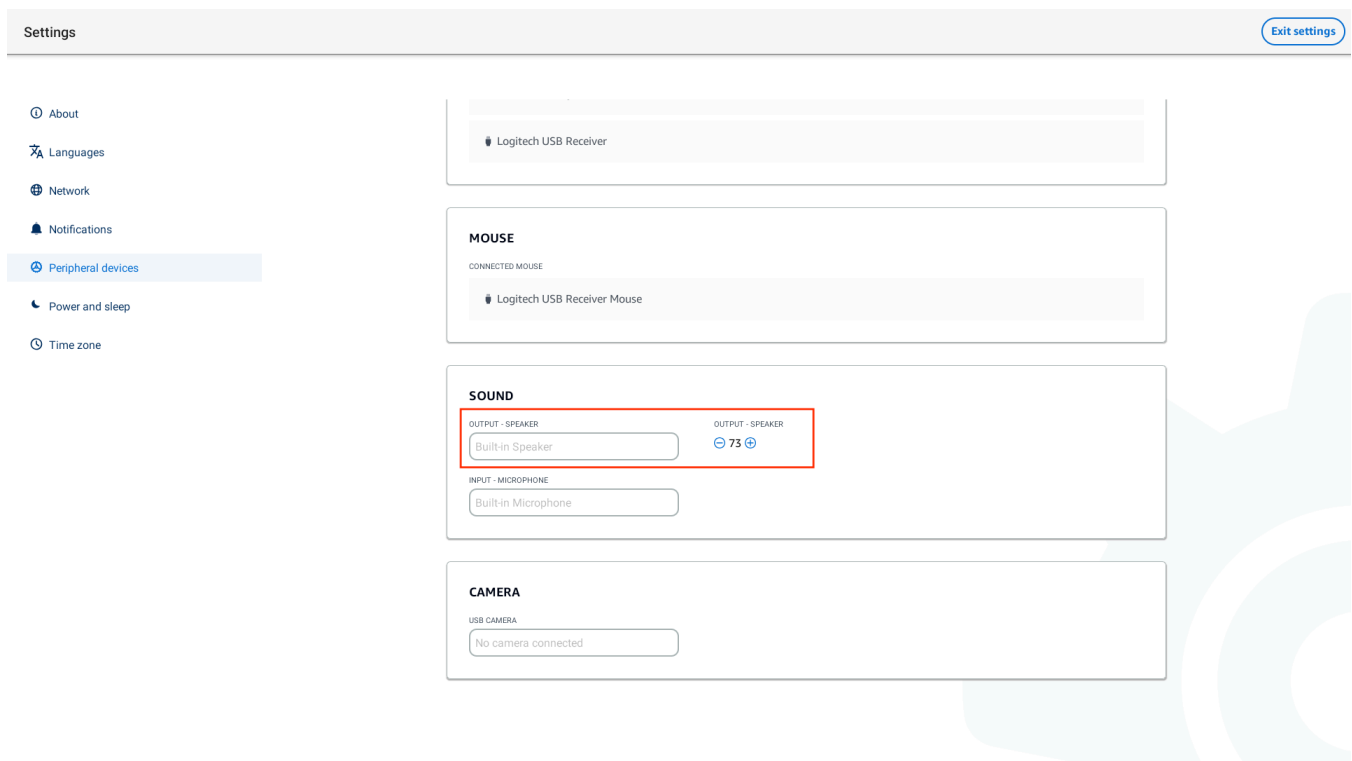 Settings
Exit settings
About
Languages
Network
Notifications
Peripheral devices
Power and sleep
Time zone
Logitech USB Receiver
MOUSE
CONNECTED MOUSE
Logitech USB Receiver Mouse
SOUND
OUTPUT - SPEAKER
OUTPUT - SPEAKER
Built-in Speaker
73
INPUT - MICROPHONE
Built-in Microphone
CAMERA
USB CAMERA
No camera connected